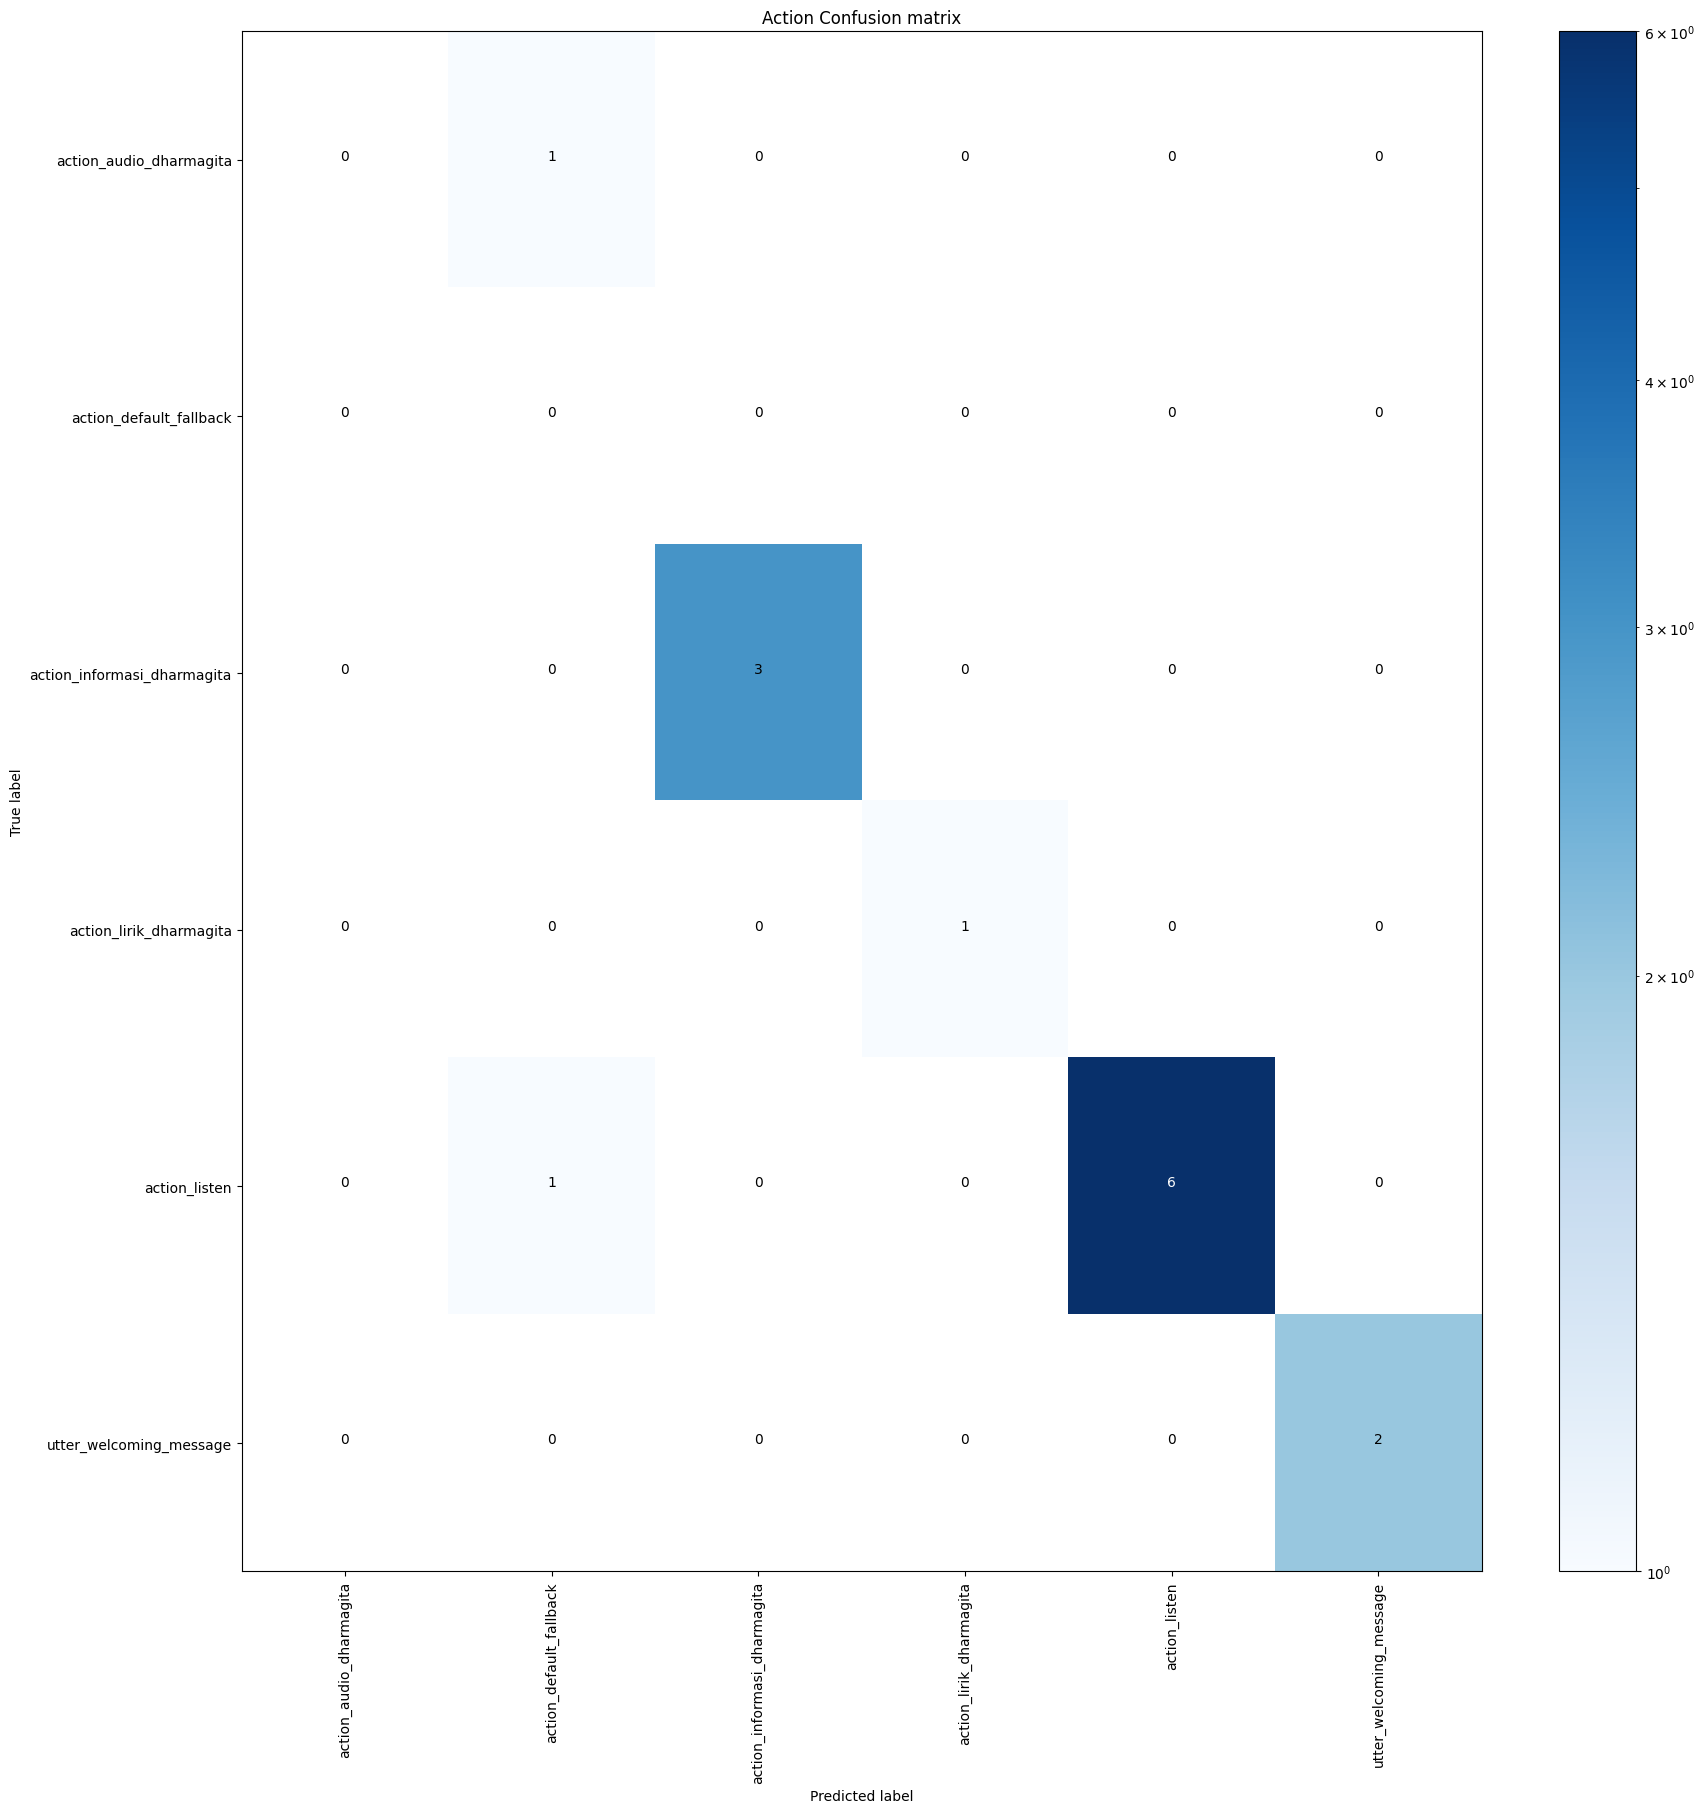 Action Confusion matrix
action_audio_dharmagita 0 1 0 0 0 0
action_default_fallback 0 0 0 0 0 0
action_informasi_dharmagita 0 0 3 0 0 0
action_lirik_dharmagita 0 0 0 1 0 0
action_listen 0 1 0 0 6 0
utter_welcoming_message 0 0 0 0 0 2
True label
action_audio_dharmagita
action_default_fallback
action_informasi_dharmagita
action_lirik_dharmagita
action_listen
utter_welcoming_message
Predicted label
6 × 10⁰
4 × 10⁰
3 × 10⁰
2 × 10⁰
10⁰